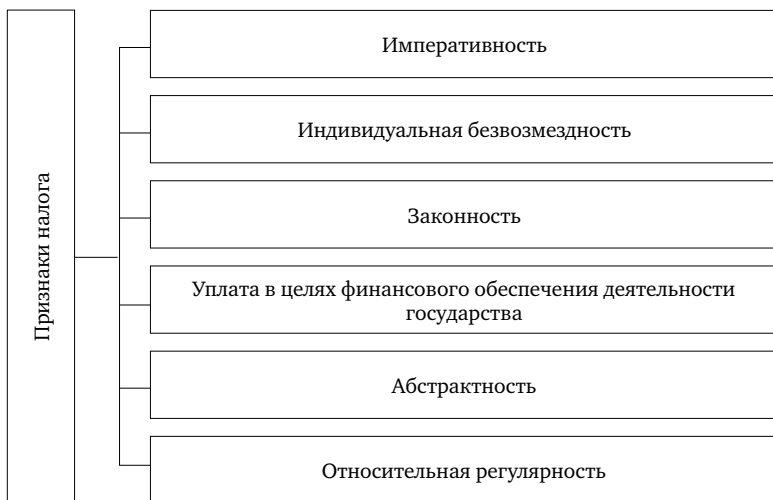 Признаки налога
Императивность
Индивидуальная безвозмездность
Законность
Уплата в целях финансового обеспечения деятельности
государства
Абстрактность
Относительная регулярность